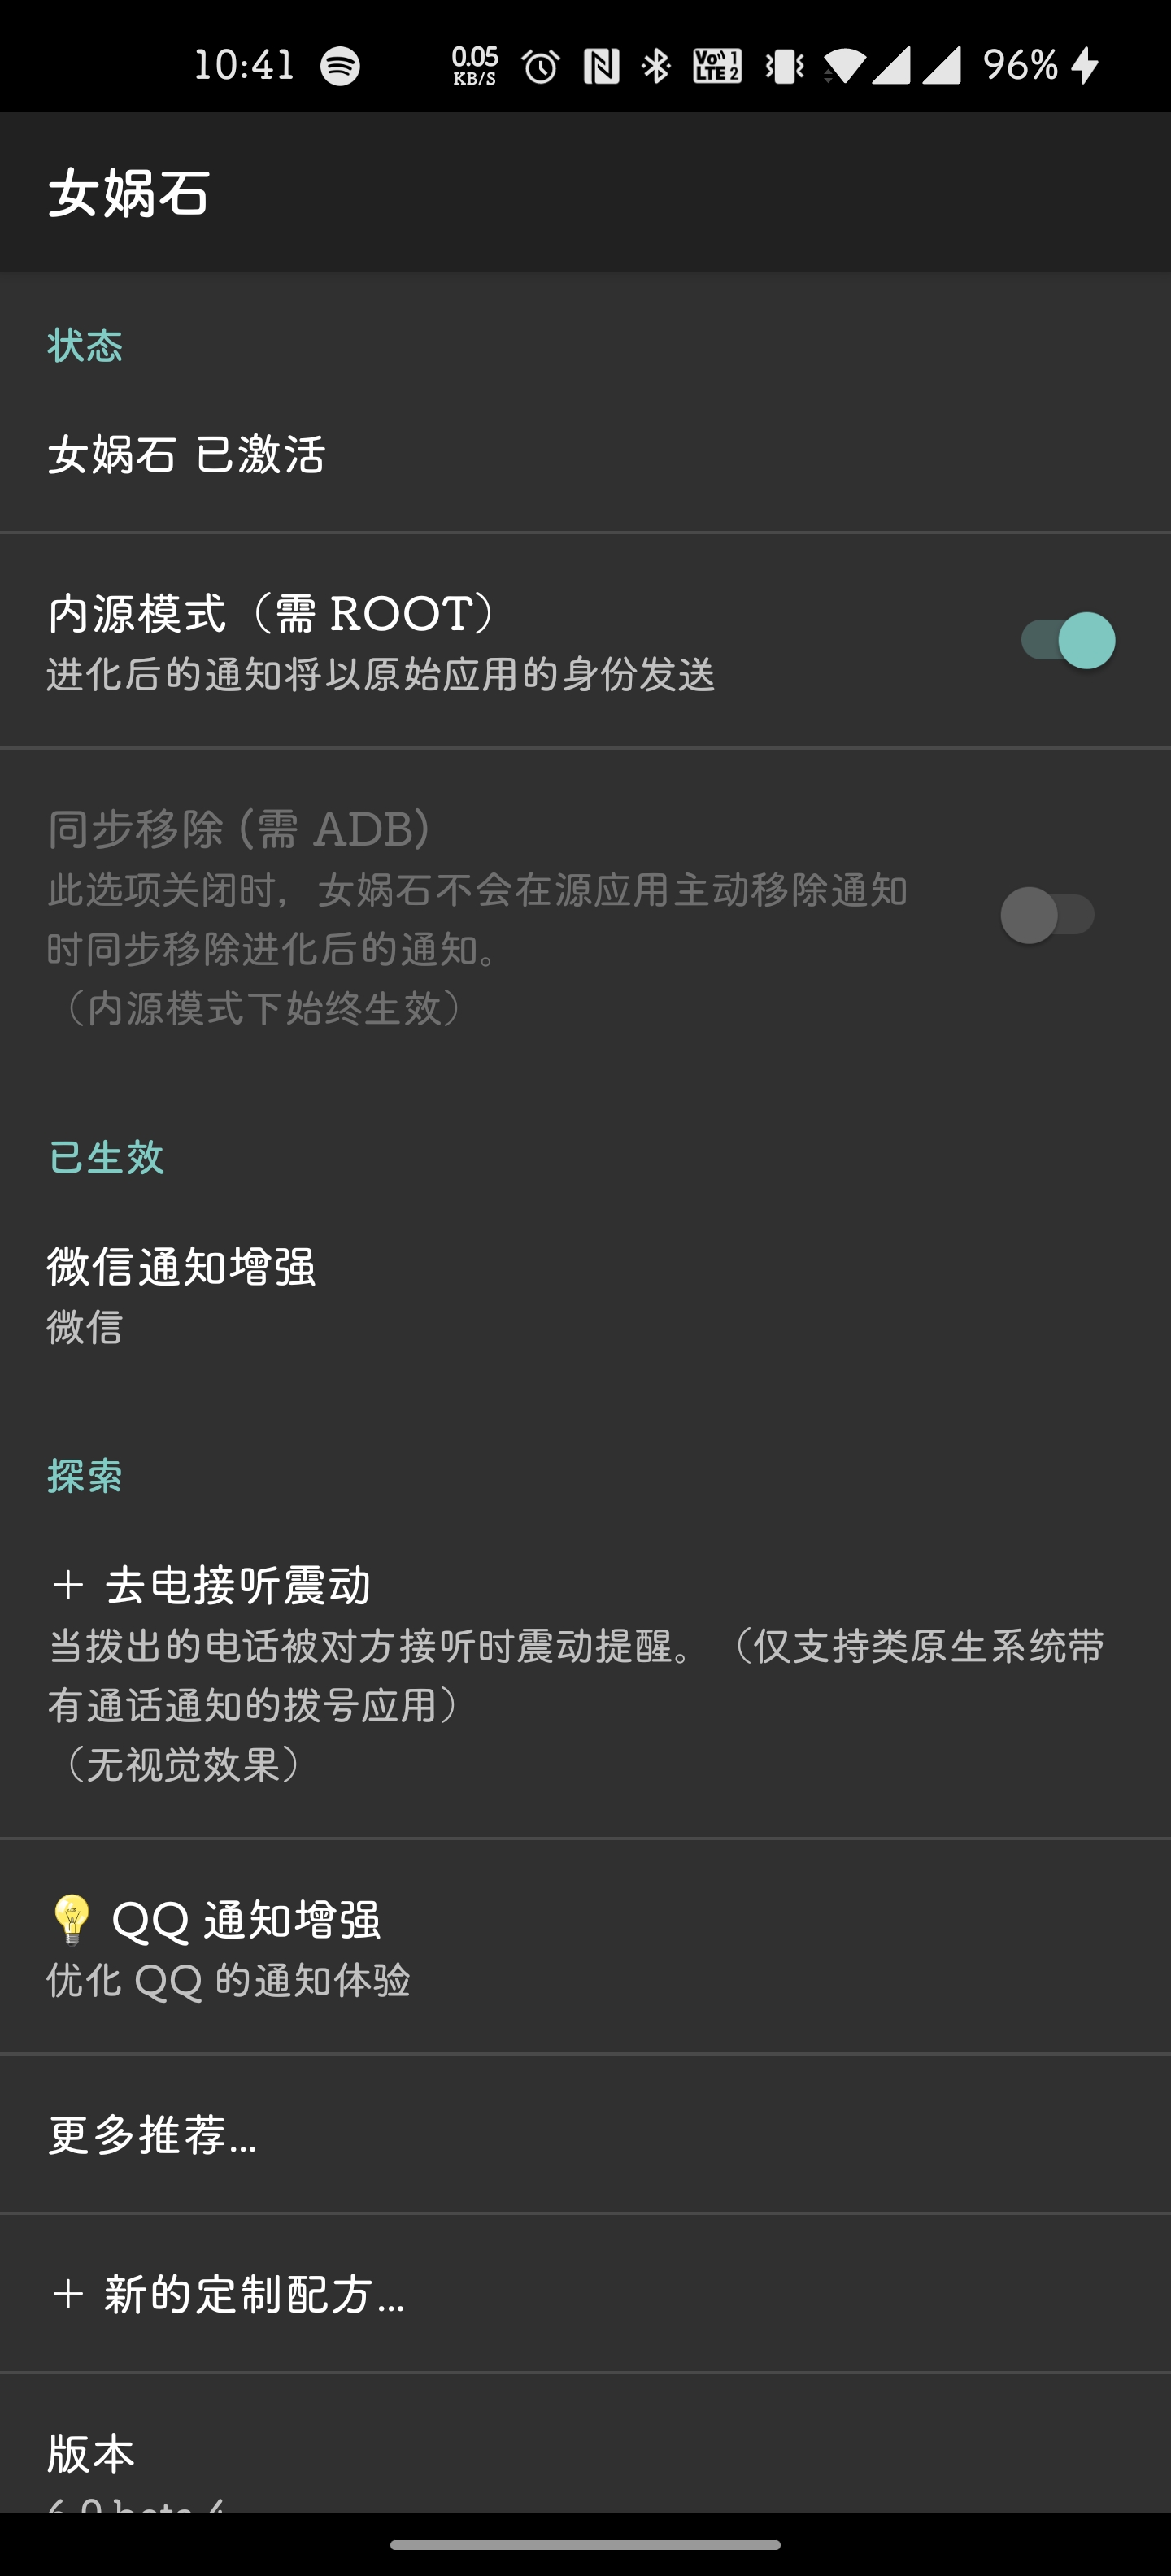 10:41 0.05 KB/S Vo LTE 1 2 96%
女娲石
状态
女娲石 已激活
内源模式（需 ROOT）
进化后的通知将以原始应用的身份发送
同步移除 (需 ADB)
此选项关闭时，女娲石不会在源应用主动移除通知
时同步移除进化后的通知。
（内源模式下始终生效）
已生效
微信通知增强
微信
探索
＋ 去电接听震动
当拨出的电话被对方接听时震动提醒。（仅支持类原生系统带
有通话通知的拨号应用）
（无视觉效果）
💡 QQ 通知增强
优化 QQ 的通知体验
更多推荐…
＋ 新的定制配方…
版本